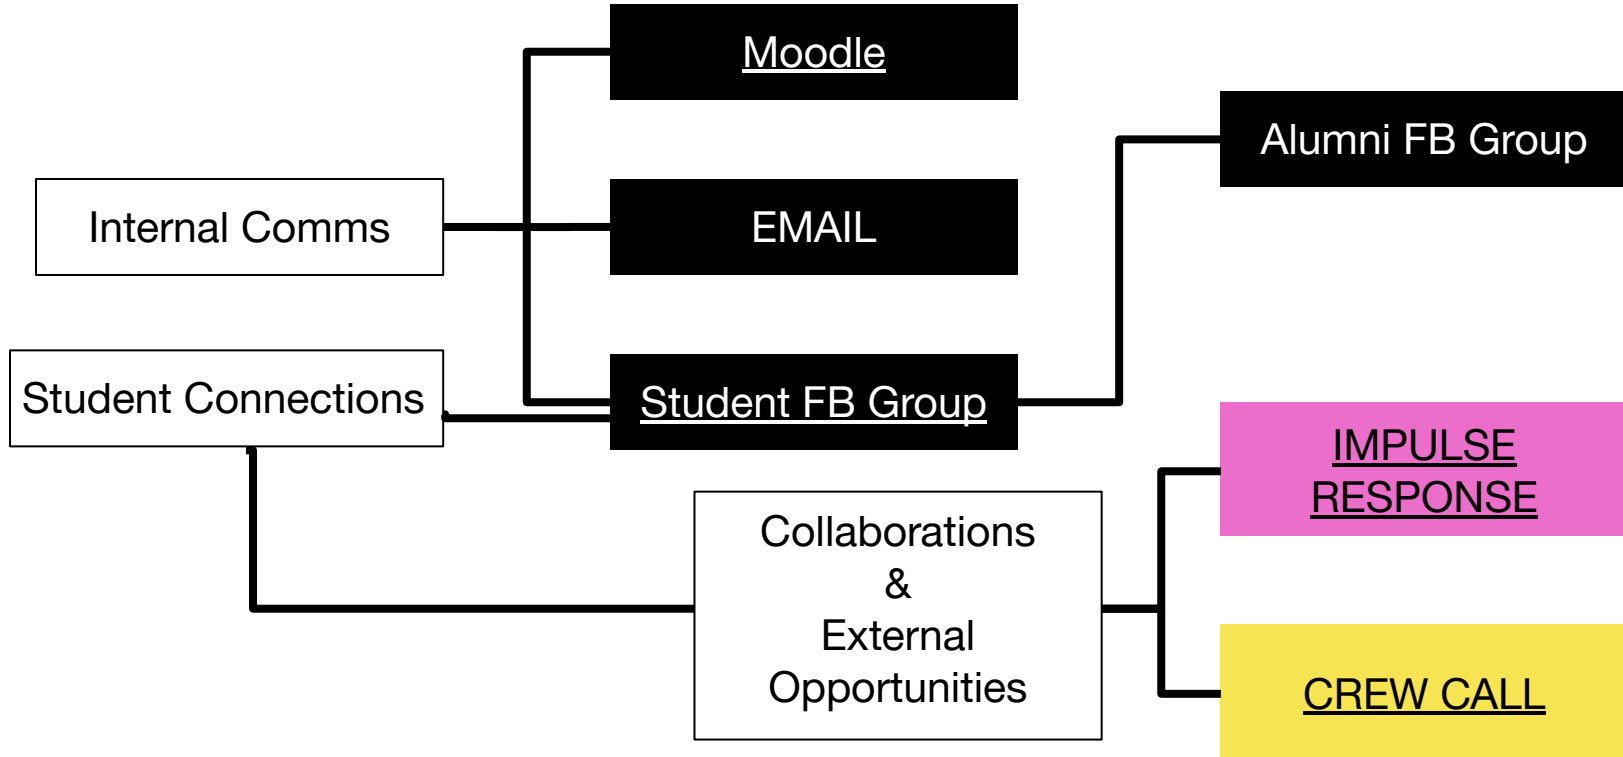 Moodle
Alumni FB Group
Internal Comms
EMAIL
Student Connections
Student FB Group
IMPULSE
RESPONSE
Collaborations
&
External
Opportunities
CREW CALL